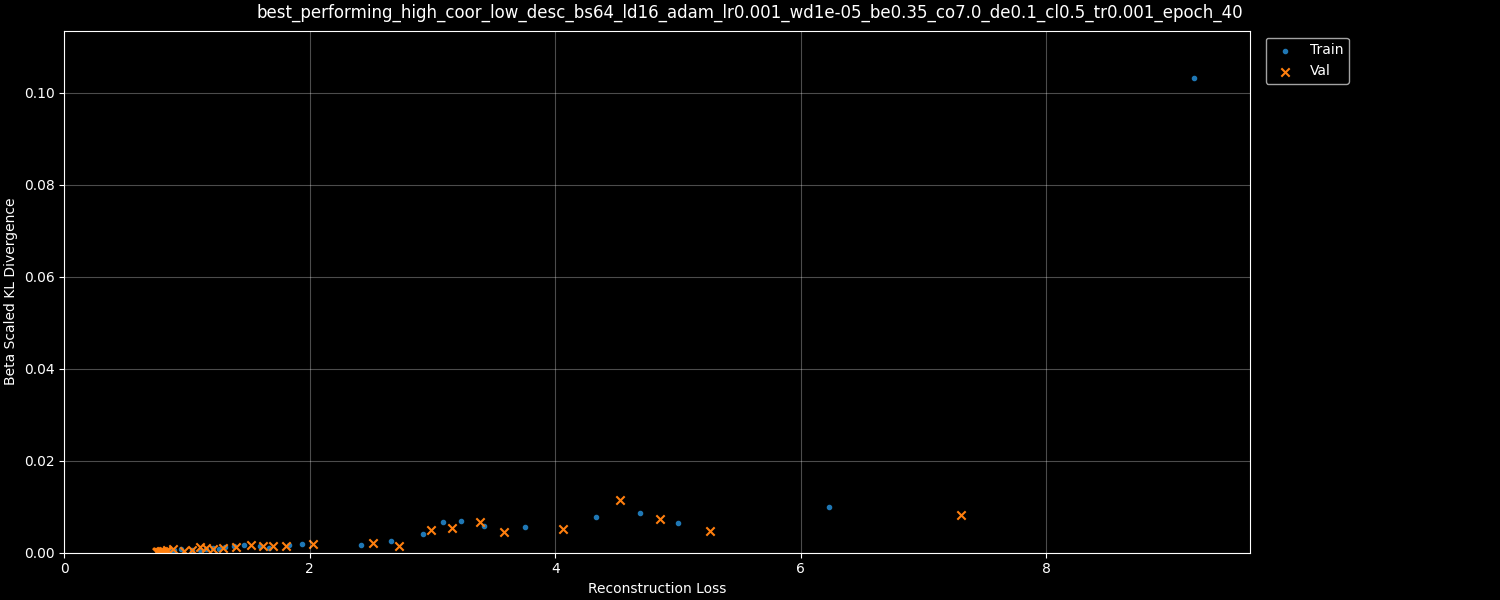 best_performing_high_coor_low_desc_bs64_ld16_adam_lr0.001_wd1e-05_be0.35_co7.0_de0.1_cl0.5_tr0.001_epoch_40
Train
Val
0.10
0.08
0.06
0.04
0.02
0.00
Beta Scaled KL Divergence
0
2
4
6
8
Reconstruction Loss